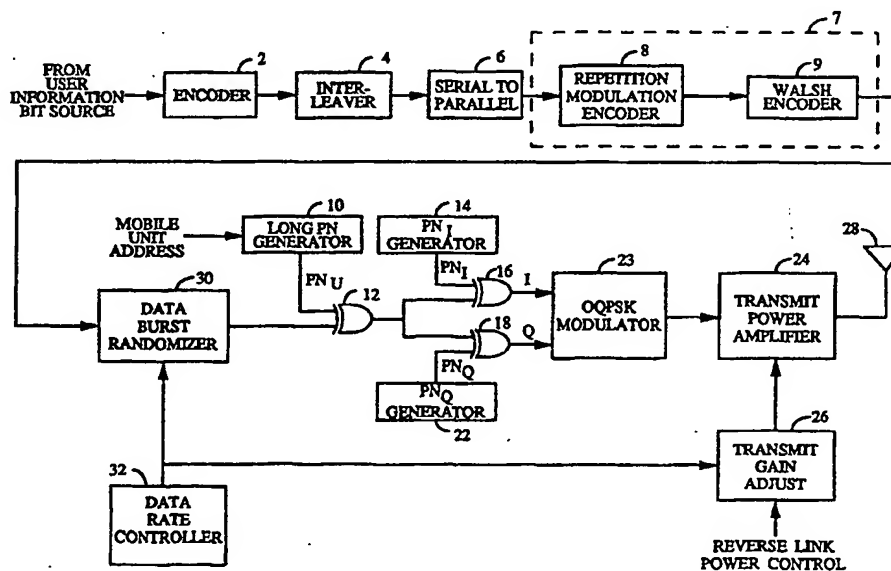 7
2
4
6
8
9
FROM
USER
INFORMATION
BIT SOURCE
ENCODER
INTER-
LEAVER
SERIAL TO
PARALLEL
REPETITION
MODULATION
ENCODER
WALSH
ENCODER
10
14
MOBILE
UNIT
ADDRESS
LONG PN
GENERATOR
PN I
GENERATOR
28
30
PN U
12
PN I
16
I
23
24
DATA
BURST
RANDOMIZER
OQPSK
MODULATOR
TRANSMIT
POWER
AMPLIFIER
18
Q
PN Q
PN Q
GENERATOR
22
26
TRANSMIT
GAIN
ADJUST
32
DATA
RATE
CONTROLLER
REVERSE LINK
POWER CONTROL